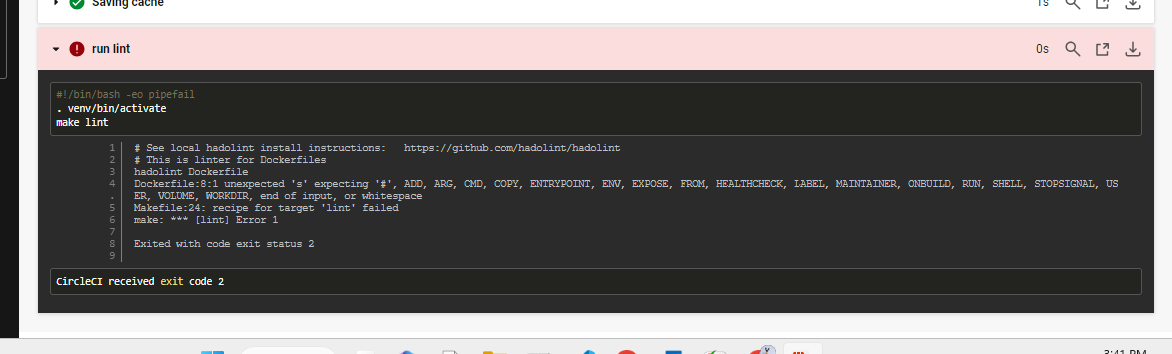 Saving cache 1s
run lint 0s
#!/bin/bash -eo pipefail
. venv/bin/activate
make lint
1 # See local hadolint install instructions:   https://github.com/hadolint/hadolint
2 # This is linter for Dockerfiles
3 hadolint Dockerfile
4 Dockerfile:8:1 unexpected 's' expecting '#', ADD, ARG, CMD, COPY, ENTRYPOINT, ENV, EXPOSE, FROM, HEALTHCHECK, LABEL, MAINTAINER, ONBUILD, RUN, SHELL, STOPSIGNAL, US
. ER, VOLUME, WORKDIR, end of input, or whitespace
5 Makefile:24: recipe for target 'lint' failed
6 make: *** [lint] Error 1
7
8 Exited with code exit status 2
9
CircleCI received exit code 2
3:41 PM